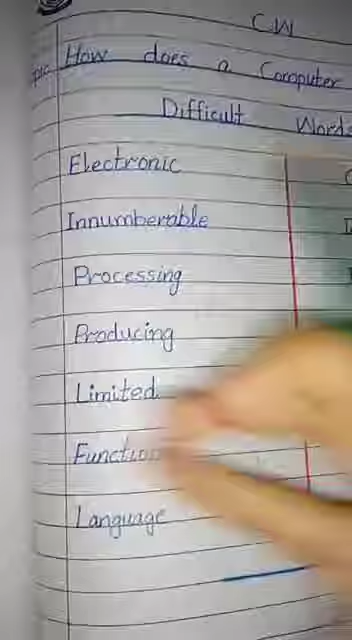 CW
How does a Computer
Difficult Words
Electronic
Innumberable
Processing
Producing
Limited
Function
Language